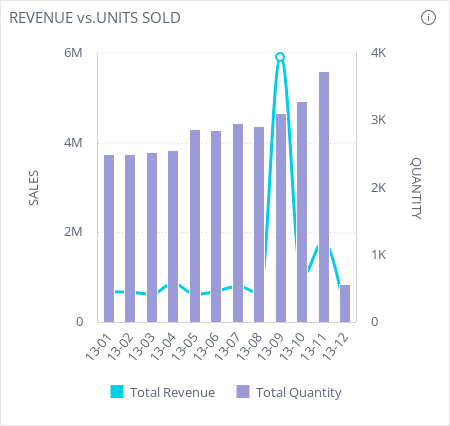 REVENUE vs.UNITS SOLD
6M
4M
2M
0
SALES
4K
3K
2K
1K
0
QUANTITY
13-01
13-02
13-03
13-04
13-05
13-06
13-07
13-08
13-09
13-10
13-11
13-12
Total Revenue
Total Quantity